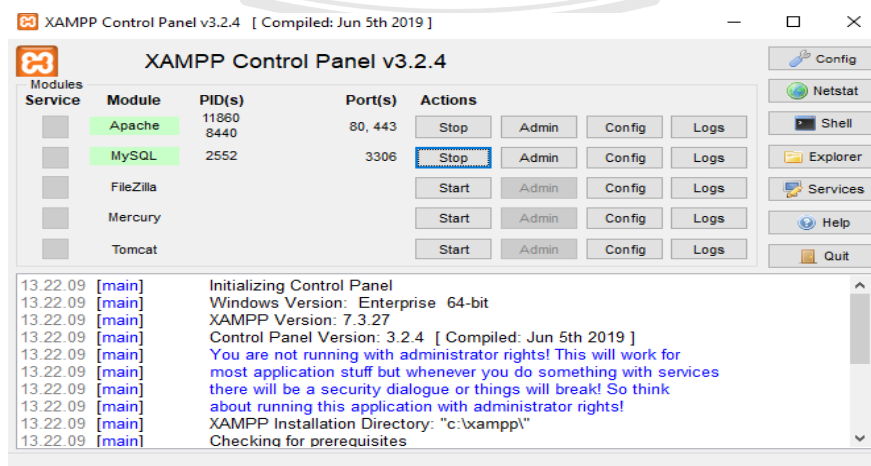 XAMPP Control Panel v3.2.4 [ Compiled: Jun 5th 2019 ]
XAMPP Control Panel v3.2.4
Config
Modules
Netstat
Service Module PID(s) Port(s) Actions
Apache 11860 8440 80, 443 Stop Admin Config Logs
Shell
MySQL 2552 3306 Stop Admin Config Logs
Explorer
FileZilla Start Admin Config Logs
Services
Mercury Start Admin Config Logs
Help
Tomcat Start Admin Config Logs
Quit
13.22.09 [main] Initializing Control Panel
13.22.09 [main] Windows Version: Enterprise 64-bit
13.22.09 [main] XAMPP Version: 7.3.27
13.22.09 [main] Control Panel Version: 3.2.4 [ Compiled: Jun 5th 2019 ]
13.22.09 [main] You are not running with administrator rights! This will work for
13.22.09 [main] most application stuff but whenever you do something with services
13.22.09 [main] there will be a security dialogue or things will break! So think
13.22.09 [main] about running this application with administrator rights!
13.22.09 [main] XAMPP Installation Directory: "c:\xampp\"
13.22.09 [main] Checking for prerequisites